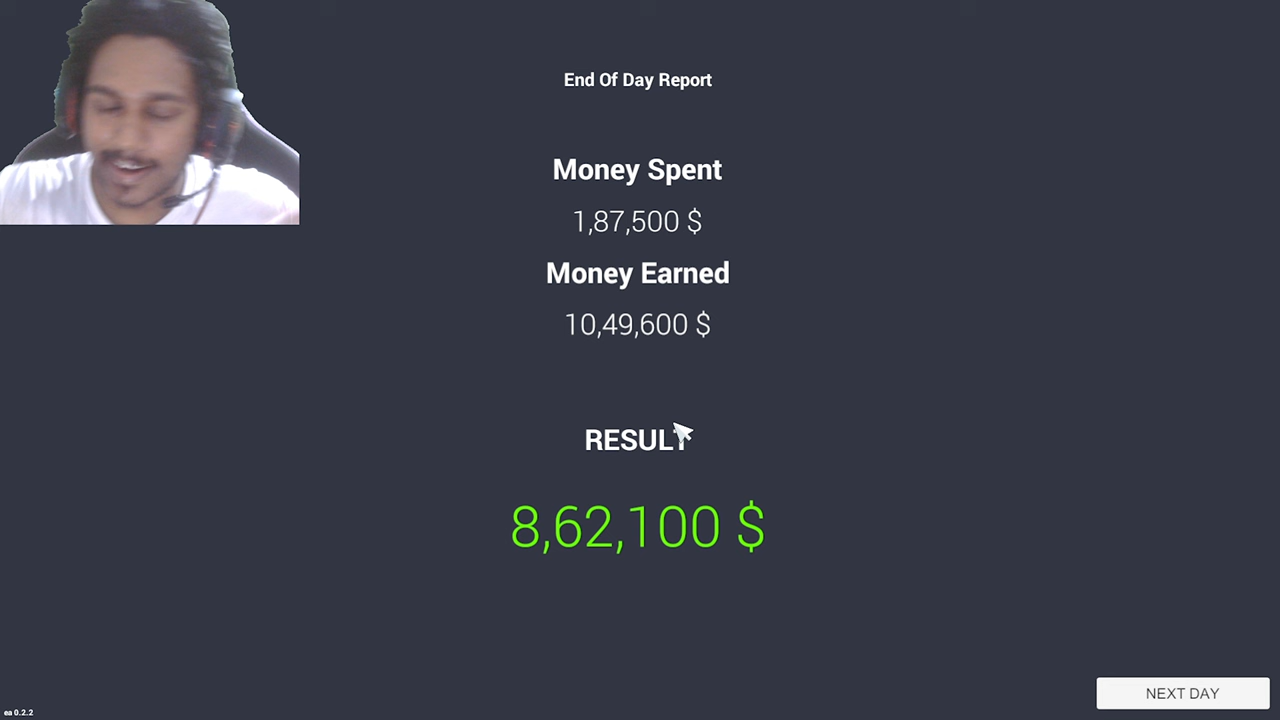 End Of Day Report
Money Spent
1,87,500 $
Money Earned
10,49,600 $
RESULT
8,62,100 $
NEXT DAY
ea 0.2.2